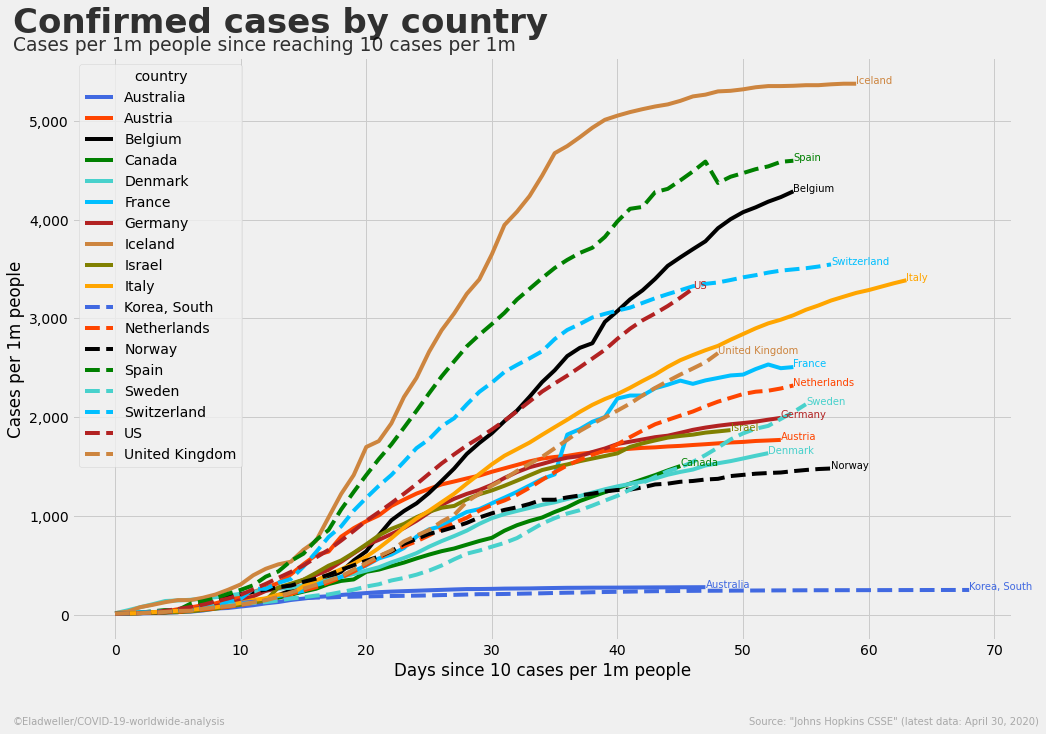 Confirmed cases by country
Cases per 1m people since reaching 10 cases per 1m
country
Australia
Austria
Belgium
Canada
Denmark
France
Germany
Iceland
Israel
Italy
Korea, South
Netherlands
Norway
Spain
Sweden
Switzerland
US
United Kingdom
Cases per 1m people
5,000
4,000
3,000
2,000
1,000
0
Iceland
Spain
Belgium
Switzerland
Italy
US
United Kingdom
France
Netherlands
Sweden
Germany
Israel
Austria
Denmark
Canada
Norway
Australia
Korea, South
0 10 20 30 40 50 60 70
Days since 10 cases per 1m people
©Eladweller/COVID-19-worldwide-analysis
Source: "Johns Hopkins CSSE" (latest data: April 30, 2020)